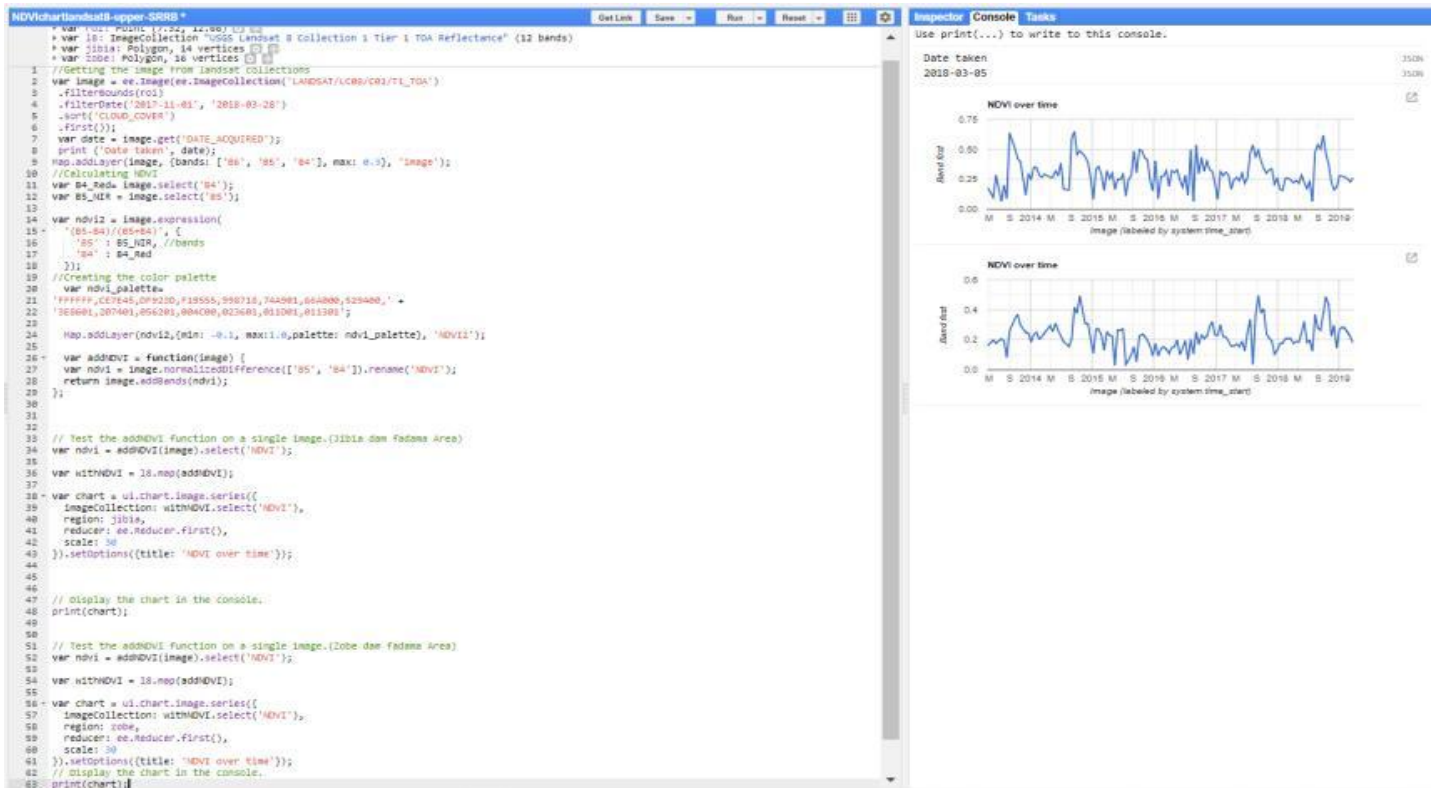 NDVIchartlandsat8-upper-SRRB *
Get Link Save Run Reset
var roi: Point (7.92, 12.66)
var l8: ImageCollection "USGS Landsat 8 Collection 1 Tier 1 TOA Reflectance" (12 bands)
var jibia: Polygon, 14 vertices
var zobe: Polygon, 16 vertices
1 //Getting the image from landsat collections
2 var image = ee.Image(ee.ImageCollection('LANDSAT/LC08/C01/T1_TOA')
3 .filterBounds(roi)
4 .filterDate('2017-11-01', '2018-03-28')
5 .sort('CLOUD_COVER')
6 .first());
7 var date = image.get('DATE_ACQUIRED');
8 print ('Date taken', date);
9 Map.addLayer(image, {bands: ['B6', 'B5', 'B4'], max: 0.3}, 'image');
10 //Calculating NDVI
11 var B4_Red= image.select('B4');
12 var B5_NIR = image.select('B5');
13
14 var ndvi2 = image.expression(
15 "(B5-B4)/(B5+B4)", {
16 'B5' : B5_NIR, //bands
17 'B4' : B4_Red
18 });
19 //Creating the color palette
20 var ndvi_palette=
21 'FFFFFF,CE7E45,DF923D,F1B555,99B718,74A901,66A000,529400,' +
22 '3E8601,207401,056201,004C00,023B01,011D01,011301';
23
24 Map.addLayer(ndvi2,{min: -0.1, max:1.0,palette: ndvi_palette}, 'NDVI2');
25
26 var addNDVI = function(image) {
27 var ndvi = image.normalizedDifference(['B5', 'B4']).rename('NDVI');
28 return image.addBands(ndvi);
29 };
30
31
32
33 // Test the addNDVI function on a single image.(Jibia dam fadama Area)
34 var ndvi = addNDVI(image).select('NDVI');
35
36 var withNDVI = l8.map(addNDVI);
37
38 var chart = ui.Chart.image.series({
39 imageCollection: withNDVI.select('NDVI'),
40 region: jibia,
41 reducer: ee.Reducer.first(),
42 scale: 30
43 }).setOptions({title: 'NDVI over time'});
44
45
46
47 // Display the chart in the console.
48 print(chart);
49
50
51 // Test the addNDVI function on a single image.(Zobe dam fadama Area)
52 var ndvi = addNDVI(image).select('NDVI');
53
54 var withNDVI = l8.map(addNDVI);
55
56 var chart = ui.Chart.image.series({
57 imageCollection: withNDVI.select('NDVI'),
58 region: zobe,
59 reducer: ee.Reducer.first(),
60 scale: 30
61 }).setOptions({title: 'NDVI over time'});
62 // Display the chart in the console.
63 print(chart);
Inspector Console Tasks
Use print(...) to write to this console.
Date taken JSON
2018-03-05 JSON
NDVI over time
0.75
0.50
0.25
0.00
Band first
M S 2014 M S 2015 M S 2016 M S 2017 M S 2018 M S 2019
Image (labeled by system:time_start)
NDVI over time
0.6
0.4
0.2
0.0
Band first
M S 2014 M S 2015 M S 2016 M S 2017 M S 2018 M S 2019
Image (labeled by system:time_start)